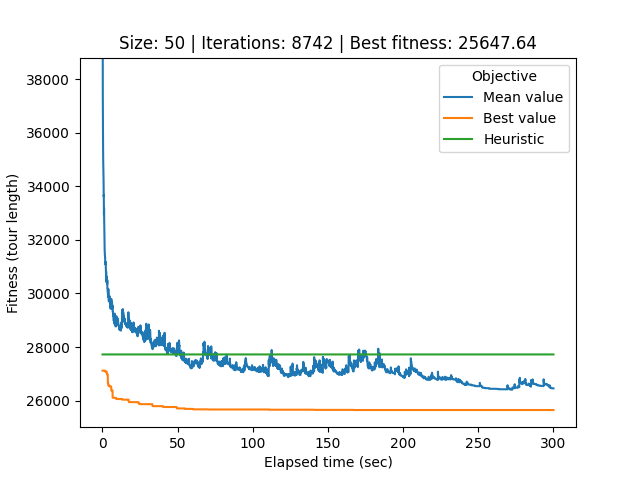 Size: 50 | Iterations: 8742 | Best fitness: 25647.64
Objective
Mean value
Best value
Heuristic
Fitness (tour length)
38000
36000
34000
32000
30000
28000
26000
0 50 100 150 200 250 300
Elapsed time (sec)